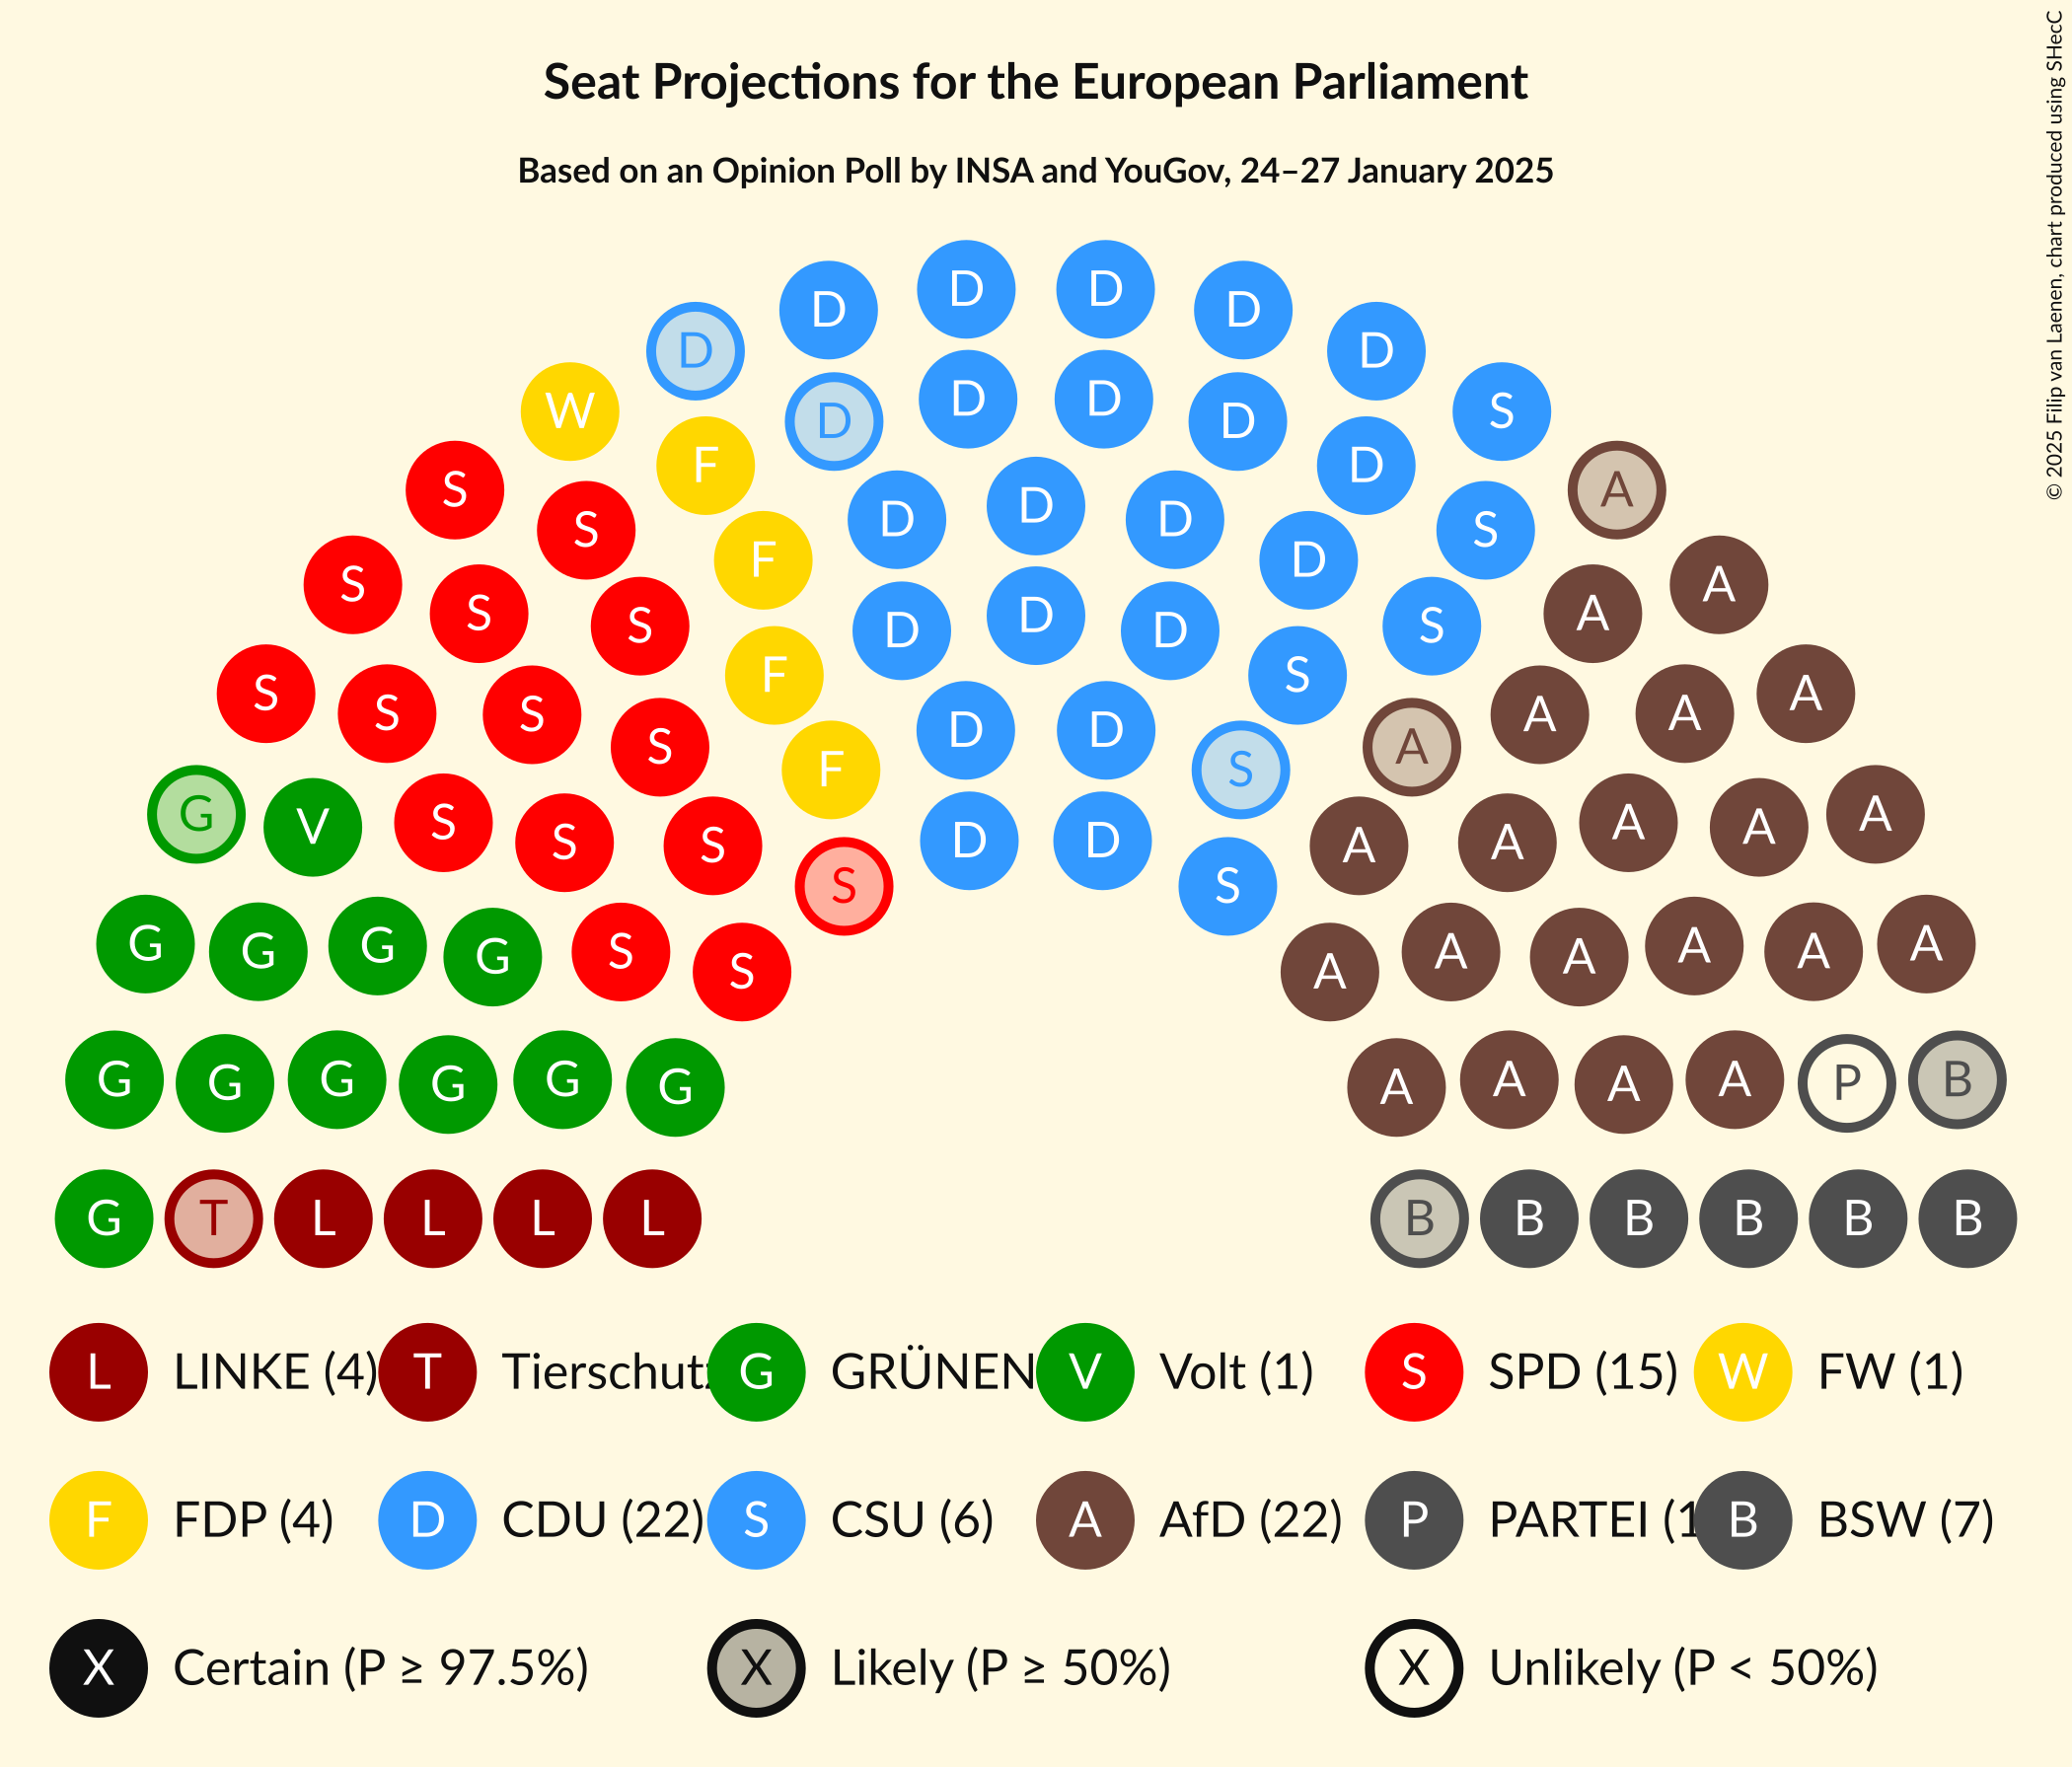 Seat Projections for the European Parliament
Based on an Opinion Poll by INSA and YouGov, 24–27 January 2025
© 2025 Filip van Laenen, chart produced using SHecC
D D D D
D D
W D D D D S
D F D D
S A
F D D D D S S
S A A
S S F D D D S S
S S S S A A A A
F D D S
G V S S S F D D S A A A A A
S S A
G G G G S S A A A A A A
G G G G G G A A A A P B
G T L L L L B B B B B B
L LINKE (4) T Tierschutz G GRÜNEN V Volt (1) S SPD (15) W FW (1)
F FDP (4) D CDU (22) S CSU (6) A AfD (22) P PARTEI (1 B BSW (7)
X Certain (P ≥ 97.5%) X Likely (P ≥ 50%) X Unlikely (P < 50%)